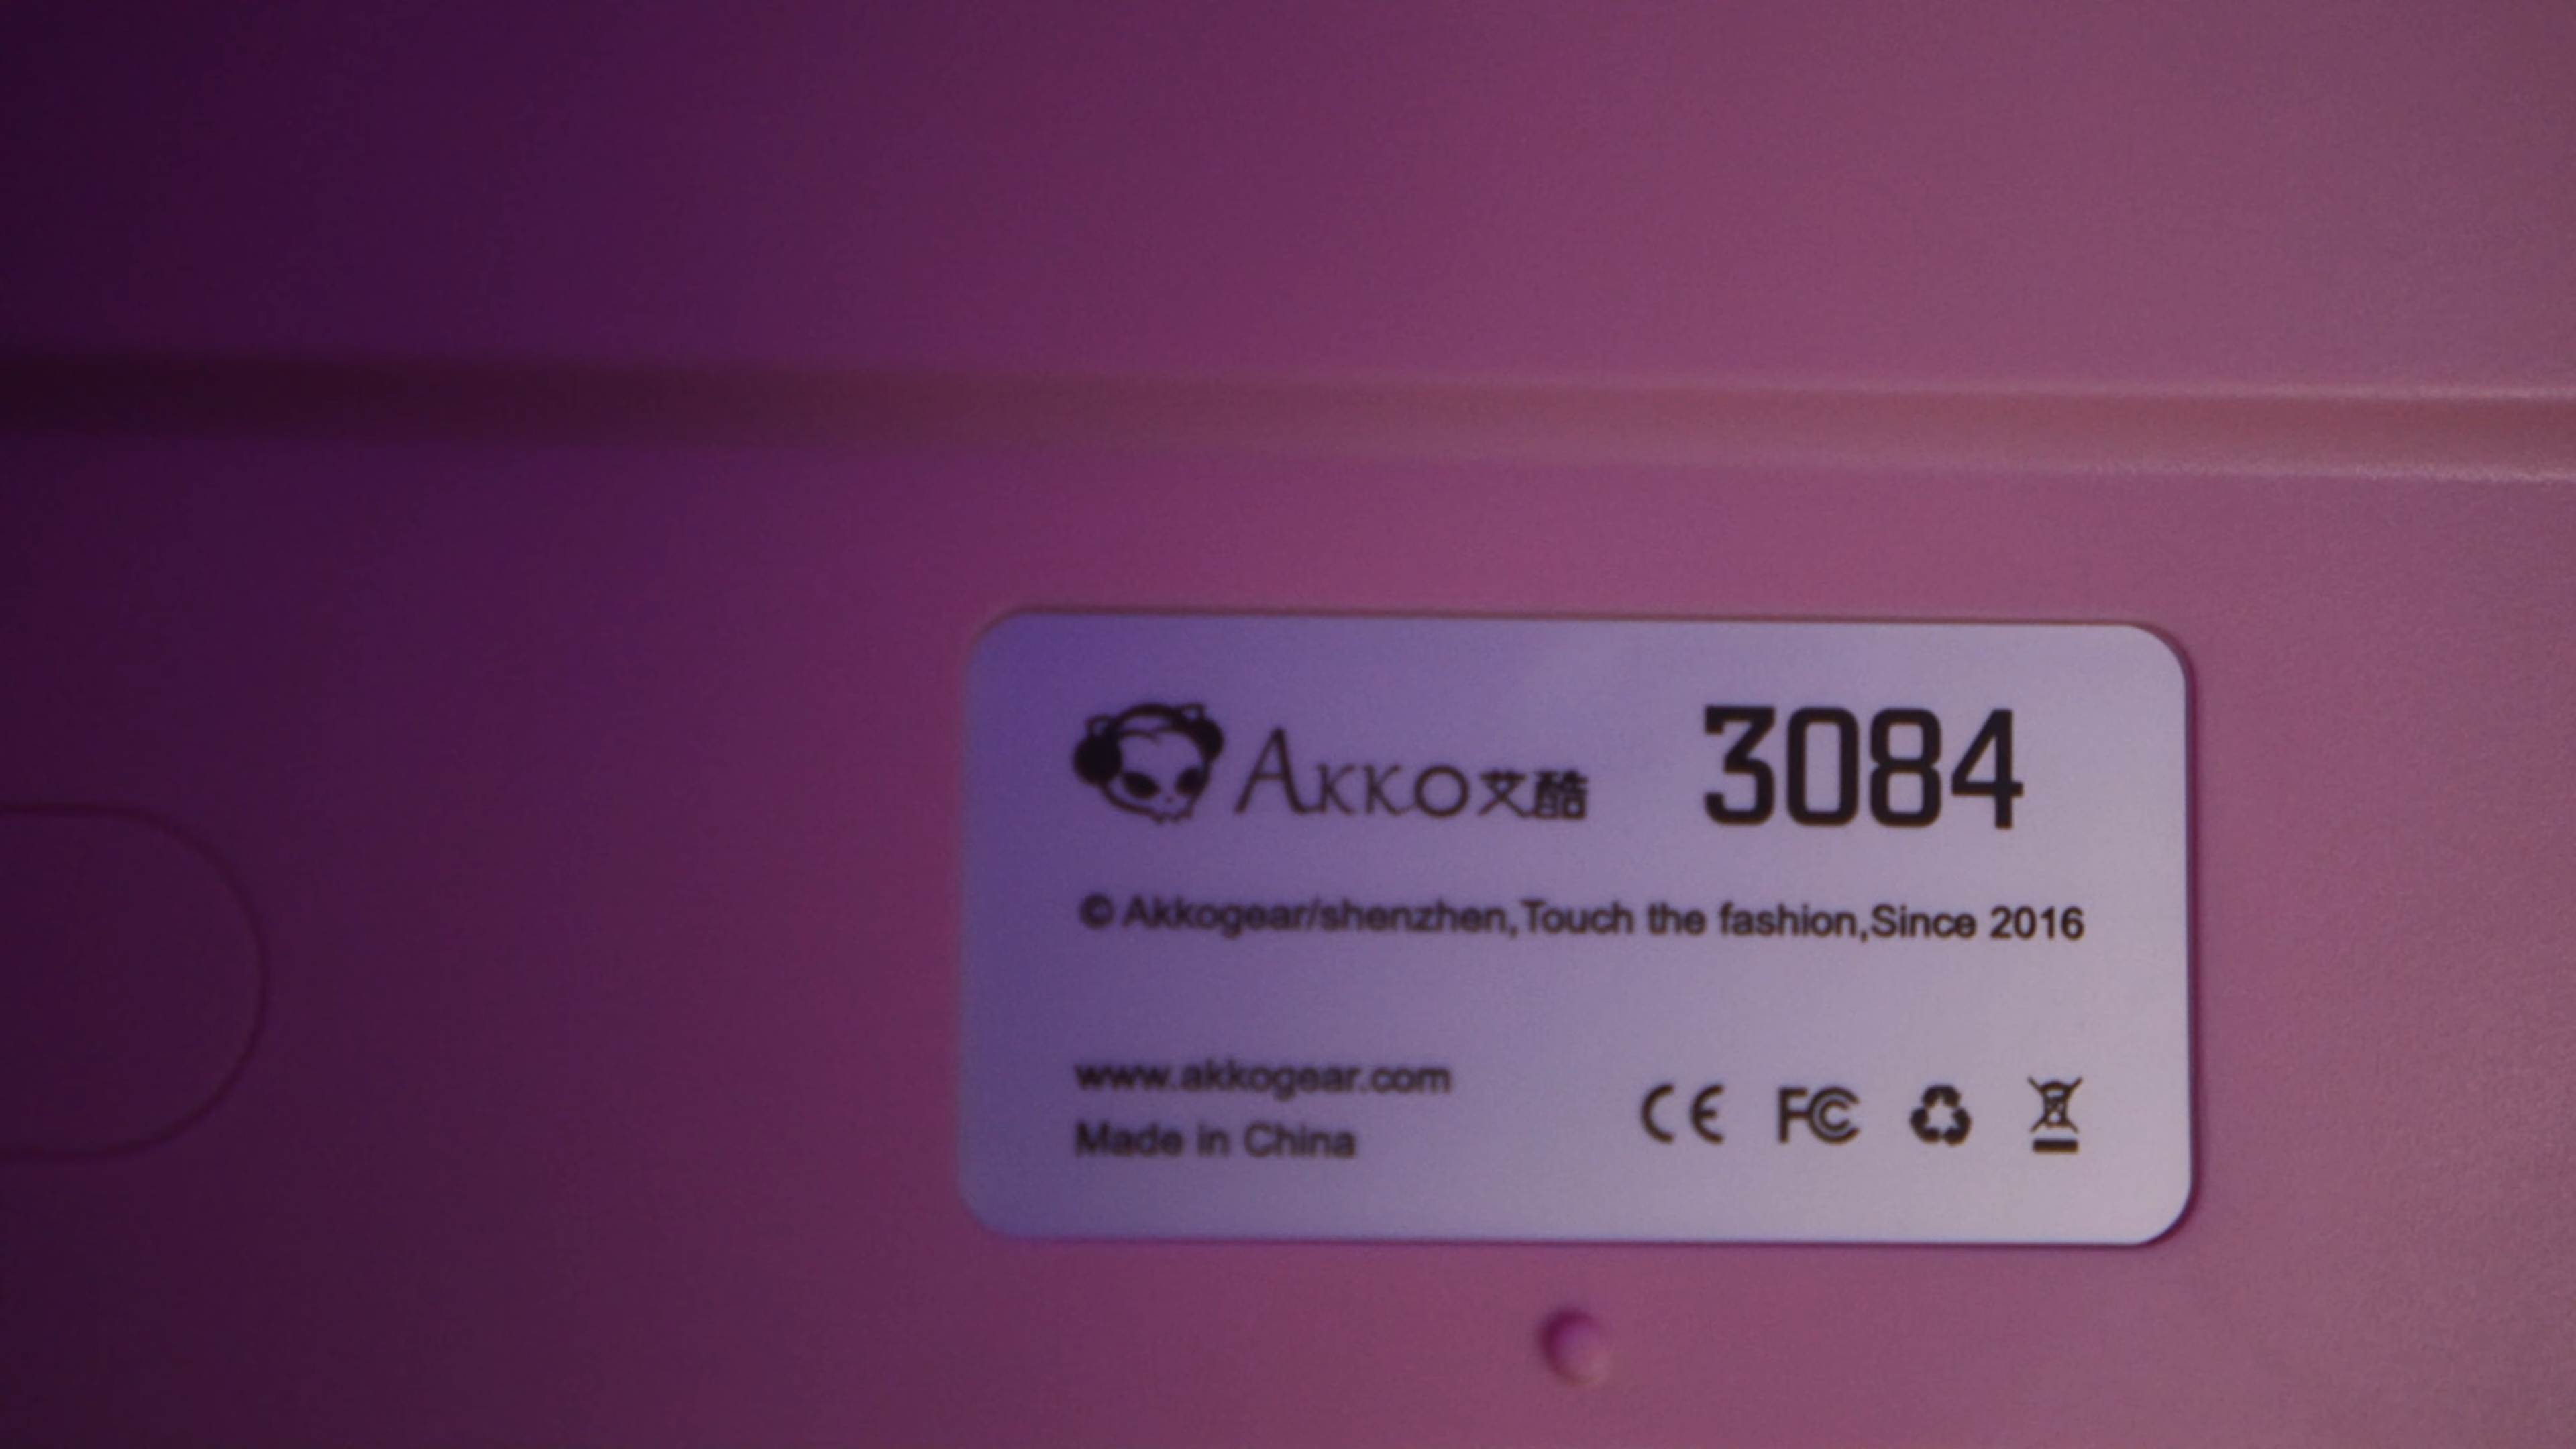 AKKO艾酷 3084
© Akkogear/shenzhen,Touch the fashion,Since 2016
www.akkogear.com
Made in China
CE FC